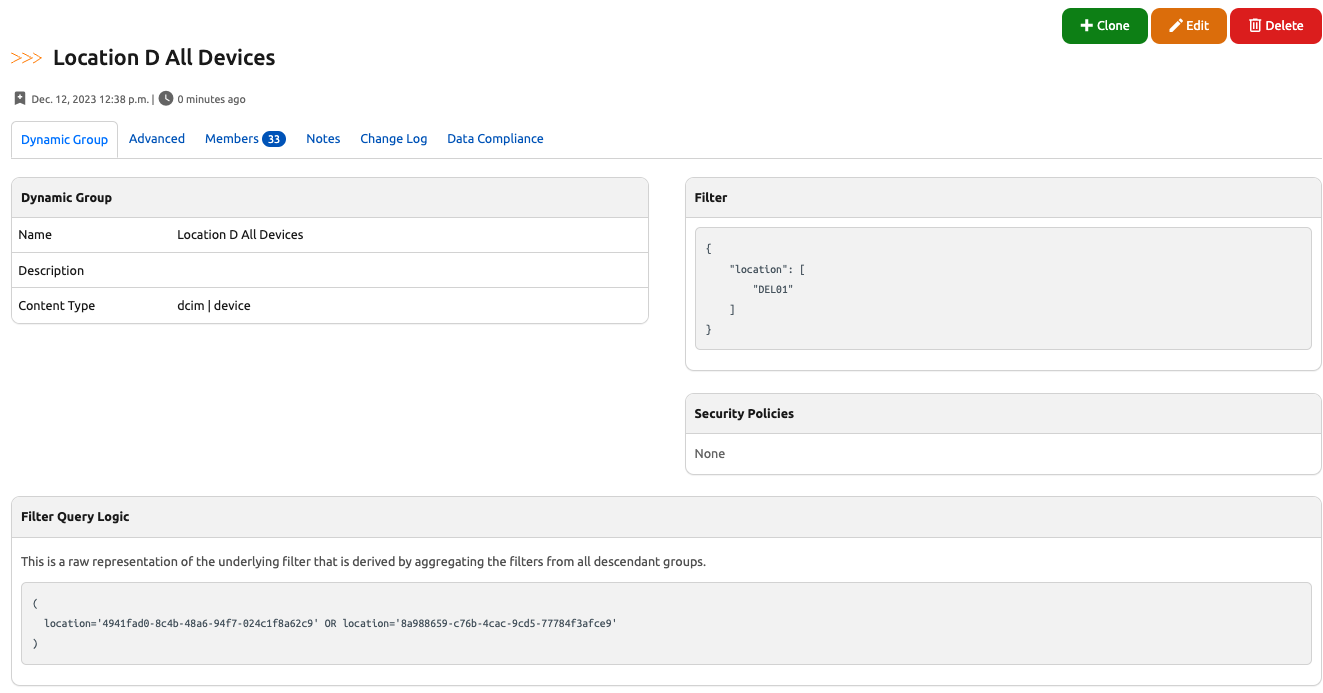 Clone Edit Delete
>>> Location D All Devices
Dec. 12, 2023 12:38 p.m. | 0 minutes ago
Dynamic Group Advanced Members 33 Notes Change Log Data Compliance
Dynamic Group
Name Location D All Devices
Description
Content Type dcim | device
Filter
{
"location": [
"DEL01"
]
}
Security Policies
None
Filter Query Logic
This is a raw representation of the underlying filter that is derived by aggregating the filters from all descendant groups.
(
location='4941fad0-8c4b-48a6-94f7-024c1f8a62c9' OR location='8a988659-c76b-4cac-9cd5-77784f3afce9'
)